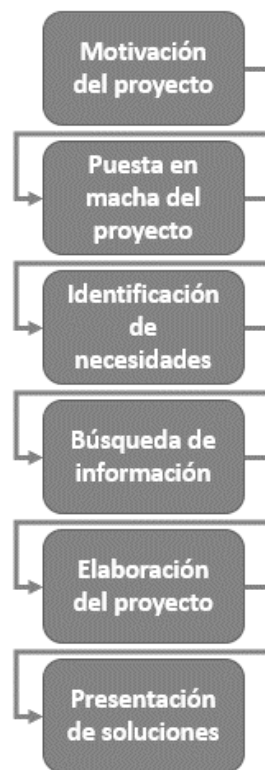 Motivación
del proyecto
Puesta en
macha del
proyecto
Identificación
de
necesidades
Búsqueda de
información
Elaboración
del proyecto
Presentación
de soluciones